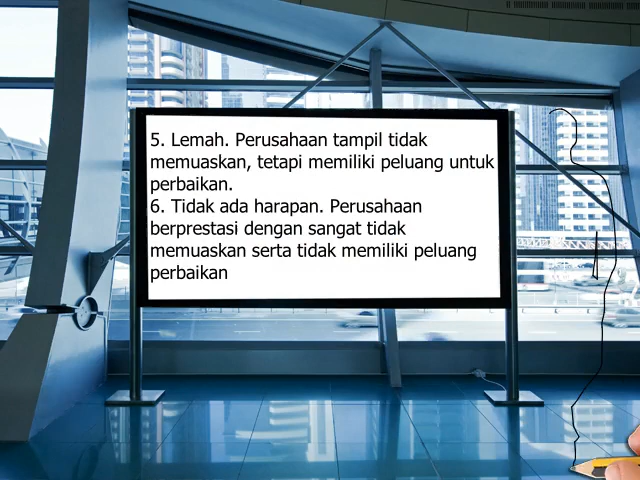 5. Lemah. Perusahaan tampil tidak
memuaskan, tetapi memiliki peluang untuk
perbaikan.
6. Tidak ada harapan. Perusahaan
berprestasi dengan sangat tidak
memuaskan serta tidak memiliki peluang
perbaikan